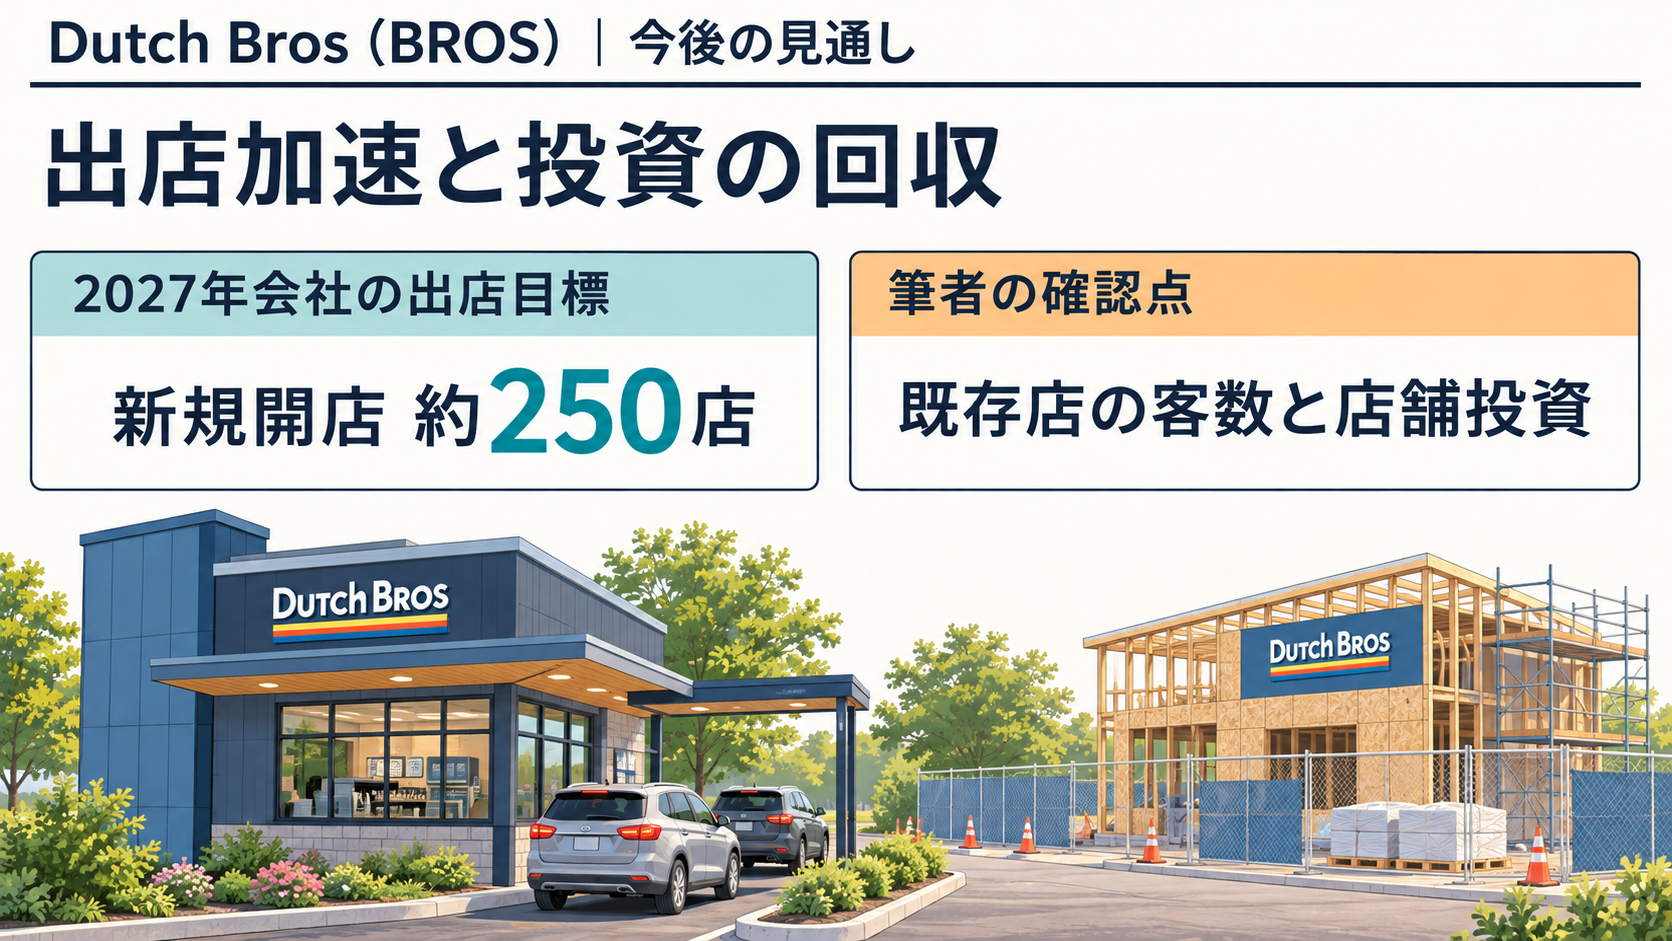 Dutch Bros (BROS) | 今後の見通し
出店加速と投資の回収
2027年会社の出店目標
新規開店 約250店
筆者の確認点
既存店の客数と店舗投資
DUTCH BROS
DUTCH BROS